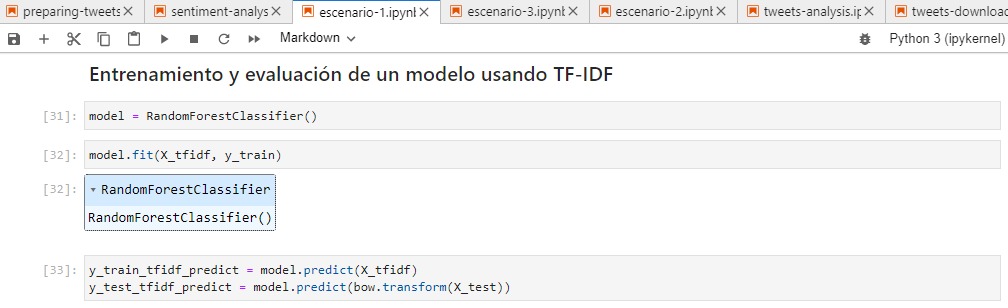 preparing-tweets
sentiment-analys
escenario-1.ipynb
escenario-3.ipynb
escenario-2.ipynb
tweets-analysis.ip
tweets-download
Markdown
Python 3 (ipykernel)
Entrenamiento y evaluación de un modelo usando TF-IDF
[31]: model = RandomForestClassifier()
[32]: model.fit(X_tfidf, y_train)
[32]: RandomForestClassifier
RandomForestClassifier()
[33]: y_train_tfidf_predict = model.predict(X_tfidf)
y_test_tfidf_predict = model.predict(bow.transform(X_test))